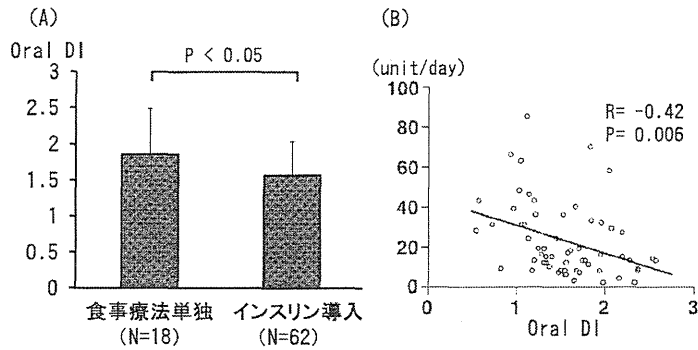 (A)
Oral DI
P < 0.05
3
2.5
2
1.5
1
0.5
0
食事療法単独
(N=18)
インスリン導入
(N=62)
(B)
(unit/day)
100
80
60
40
20
0
R= -0.42
P= 0.006
0
1
2
3
Oral DI